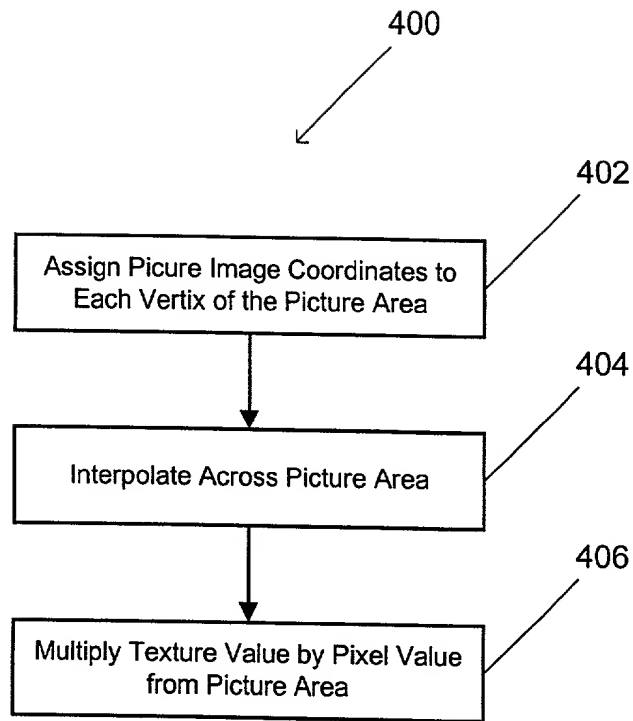 400
402
Assign Picure Image Coordinates to
Each Vertix of the Picture Area
404
Interpolate Across Picture Area
406
Multiply Texture Value by Pixel Value
from Picture Area